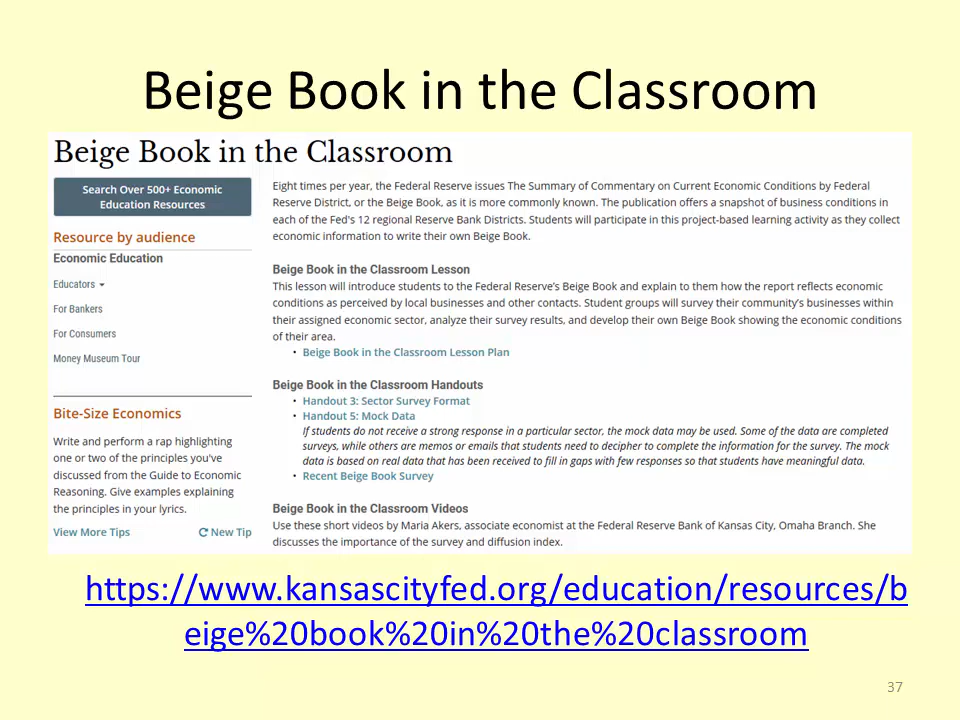 Beige Book in the Classroom
Beige Book in the Classroom
Search Over 500+ Economic
Education Resources
Resource by audience
Economic Education
Educators
For Bankers
For Consumers
Money Museum Tour
Bite-Size Economics
Write and perform a rap highlighting
one or two of the principles you've
discussed from the Guide to Economic
Reasoning. Give examples explaining
the principles in your lyrics.
View More Tips
New Tip
Eight times per year, the Federal Reserve issues The Summary of Commentary on Current Economic Conditions by Federal
Reserve District, or the Beige Book, as it is more commonly known. The publication offers a snapshot of business conditions in
each of the Fed's 12 regional Reserve Bank Districts. Students will participate in this project-based learning activity as they collect
economic information to write their own Beige Book.
Beige Book in the Classroom Lesson
This lesson will introduce students to the Federal Reserve's Beige Book and explain to them how the report reflects economic
conditions as perceived by local businesses and other contacts. Student groups will survey their community's businesses within
their assigned economic sector, analyze their survey results, and develop their own Beige Book showing the economic conditions
of their area.
• Beige Book in the Classroom Lesson Plan
Beige Book in the Classroom Handouts
• Handout 3: Sector Survey Format
• Handout 5: Mock Data
If students do not receive a strong response in a particular sector, the mock data may be used. Some of the data are completed
surveys, while others are memos or emails that students need to decipher to complete the information for the survey. The mock
data is based on real data that has been received to fill in gaps with few responses so that students have meaningful data.
• Recent Beige Book Survey
Beige Book in the Classroom Videos
Use these short videos by Maria Akers, associate economist at the Federal Reserve Bank of Kansas City, Omaha Branch. She
discusses the importance of the survey and diffusion index.
https://www.kansascityfed.org/education/resources/b
eige%20book%20in%20the%20classroom
37